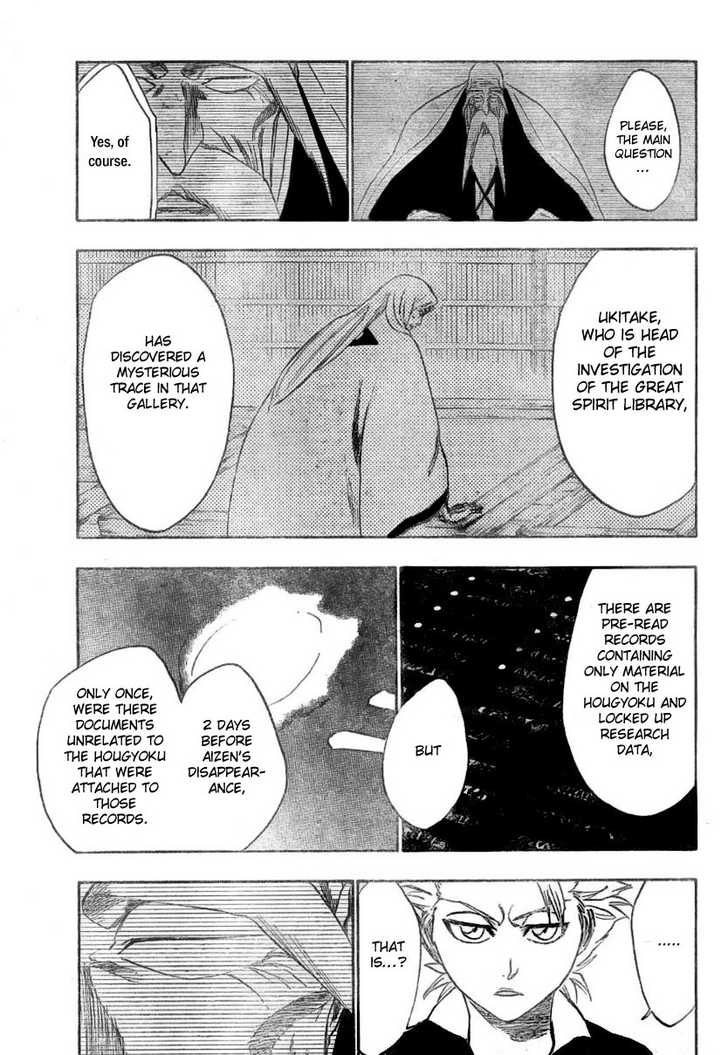 PLEASE,
THE MAIN
QUESTION
...
Yes, of
course.
UKITAKE,
WHO IS HEAD
OF THE
INVESTIGATION
OF THE GREAT
SPIRIT LIBRARY,
HAS
DISCOVERED A
MYSTERIOUS
TRACE IN THAT
GALLERY.
THERE ARE
PRE-READ
RECORDS
CONTAINING
ONLY MATERIAL
ON THE
HOUGYOKU AND
LOCKED UP
RESEARCH
DATA,
BUT
2 DAYS
BEFORE
AIZEN'S
DISAPPEAR-
ANCE,
ONLY ONCE,
WERE THERE
DOCUMENTS
UNRELATED TO
THE HOUGYOKU
THAT WERE
ATTACHED TO
THOSE
RECORDS.
.....
THAT
IS...?